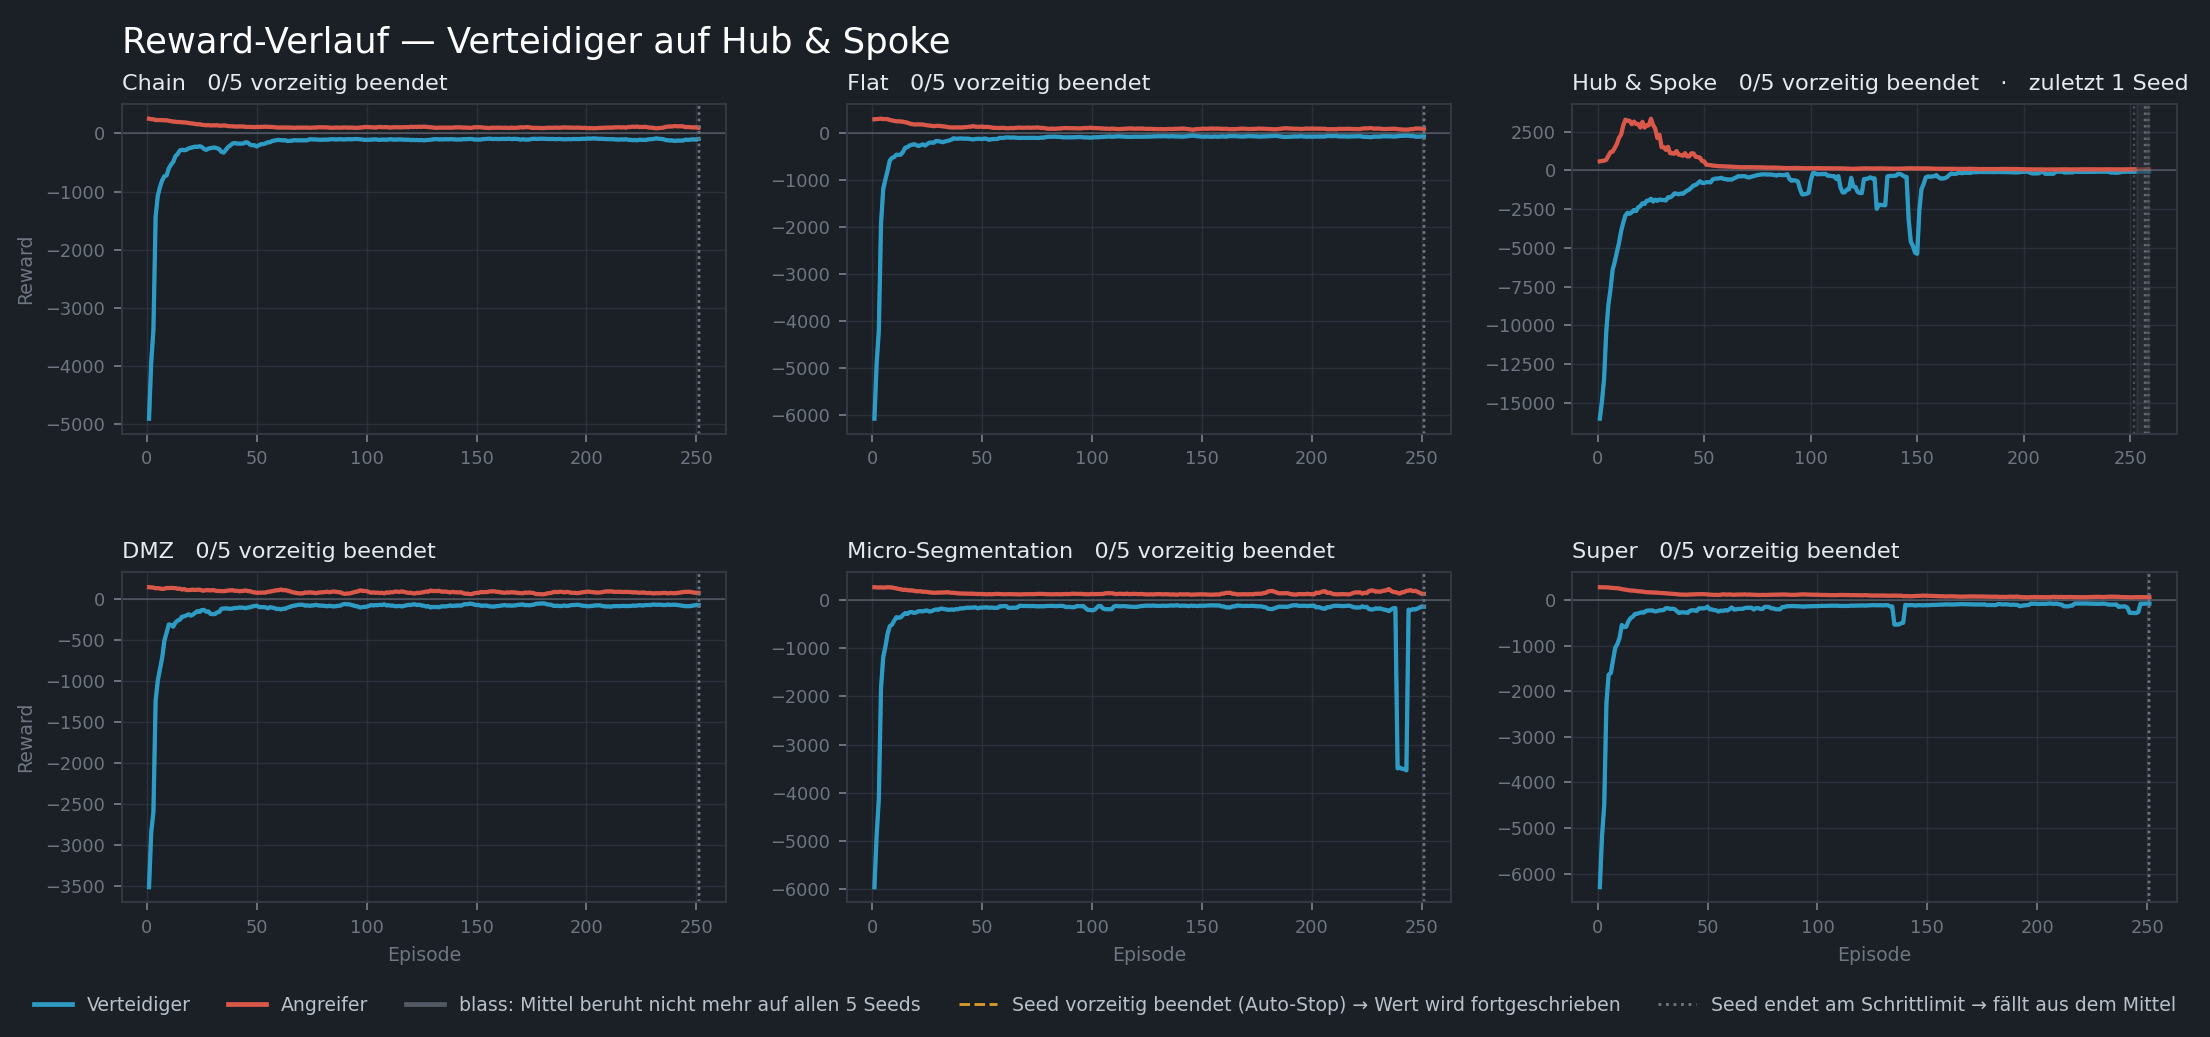 Reward-Verlauf — Verteidiger auf Hub & Spoke
Chain 0/5 vorzeitig beendet
Flat 0/5 vorzeitig beendet
Hub & Spoke 0/5 vorzeitig beendet · zuletzt 1 Seed
Reward
0
−1000
−2000
−3000
−4000
−5000
0 50 100 150 200 250
0
−1000
−2000
−3000
−4000
−5000
−6000
0 50 100 150 200 250
2500
0
−2500
−5000
−7500
−10000
−12500
−15000
0 50 100 150 200 250
DMZ 0/5 vorzeitig beendet
Micro-Segmentation 0/5 vorzeitig beendet
Super 0/5 vorzeitig beendet
Reward
0
−500
−1000
−1500
−2000
−2500
−3000
−3500
0 50 100 150 200 250
Episode
0
−1000
−2000
−3000
−4000
−5000
−6000
0 50 100 150 200 250
Episode
0
−1000
−2000
−3000
−4000
−5000
−6000
0 50 100 150 200 250
Episode
Verteidiger
Angreifer
blass: Mittel beruht nicht mehr auf allen 5 Seeds
Seed vorzeitig beendet (Auto-Stop) → Wert wird fortgeschrieben
Seed endet am Schrittlimit → fällt aus dem Mittel